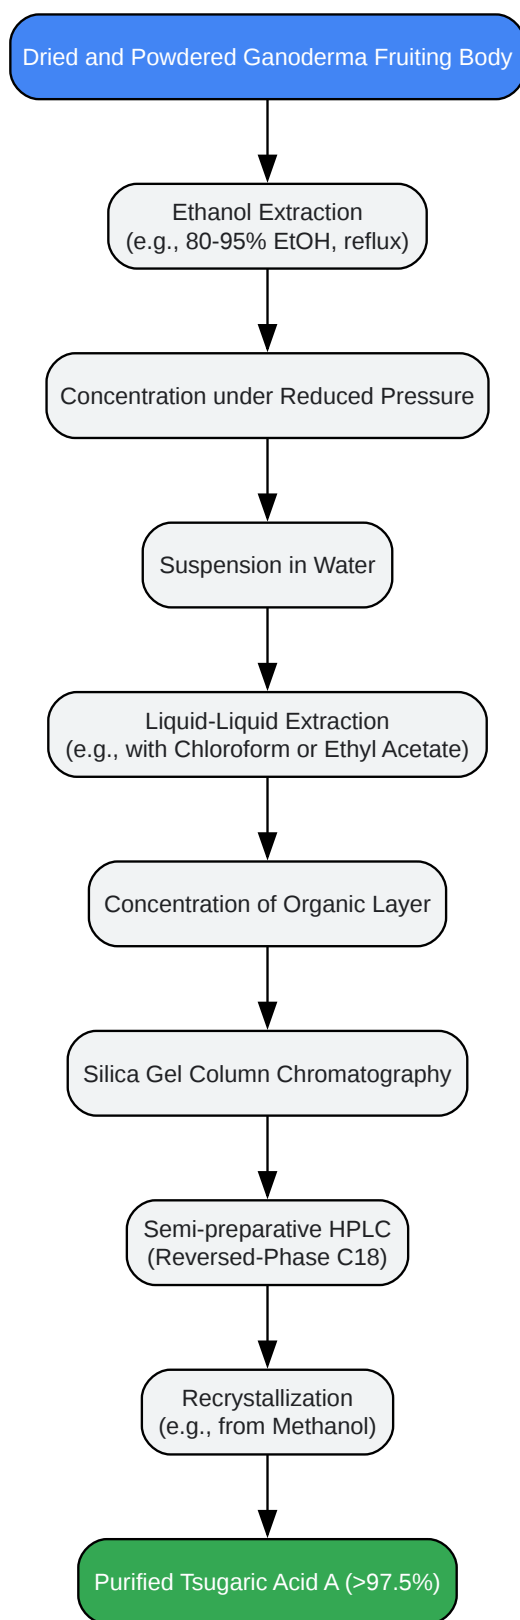 Dried and Powdered Ganoderma Fruiting Body
Ethanol Extraction
(e.g., 80-95% EtOH, reflux)
Concentration under Reduced Pressure
Suspension in Water
Liquid-Liquid Extraction
(e.g., with Chloroform or Ethyl Acetate)
Concentration of Organic Layer
Silica Gel Column Chromatography
Semi-preparative HPLC
(Reversed-Phase C18)
Recrystallization
(e.g., from Methanol)
Purified Tsugaric Acid A (>97.5%)